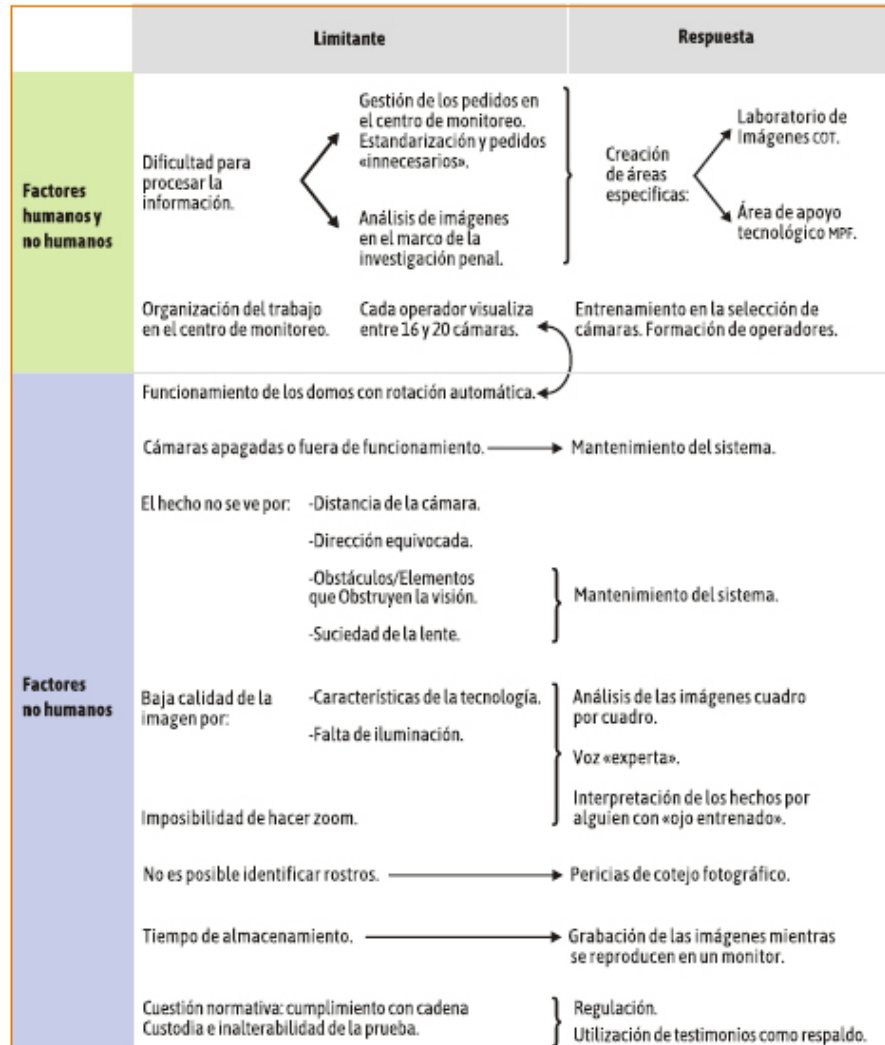 Limitante
Respuesta
Factores
humanos y
no humanos
Dificultad para
procesar la
información.
Gestión de los pedidos en
el centro de monitoreo.
Estandarización y pedidos
«innecesarios».
Análisis de imágenes
en el marco de la
investigación penal.
Creación
de áreas
especificas:
Laboratorio de
Imágenes COT.
Área de apoyo
tecnológico MPF.
Organización del trabajo
en el centro de monitoreo.
Cada operador visualiza
entre 16 y 20 cámaras.
Entrenamiento en la selección de
cámaras. Formación de operadores.
Factores
no humanos
Funcionamiento de los domos con rotación automática.
Cámaras apagadas o fuera de funcionamiento.
Mantenimiento del sistema.
El hecho no se ve por:
-Distancia de la cámara.
-Dirección equivocada.
-Obstáculos/Elementos
que Obstruyen la visión.
-Suciedad de la lente.
Mantenimiento del sistema.
Baja calidad de la
imagen por:
-Características de la tecnología.
-Falta de iluminación.
Imposibilidad de hacer zoom.
Análisis de las imágenes cuadro
por cuadro.
Voz «experta».
Interpretación de los hechos por
alguien con «ojo entrenado».
No es posible identificar rostros.
Pericias de cotejo fotográfico.
Tiempo de almacenamiento.
Grabación de las imágenes mientras
se reproducen en un monitor.
Cuestión normativa: cumplimiento con cadena
Custodia e inalterabilidad de la prueba.
Regulación.
Utilización de testimonios como respaldo.